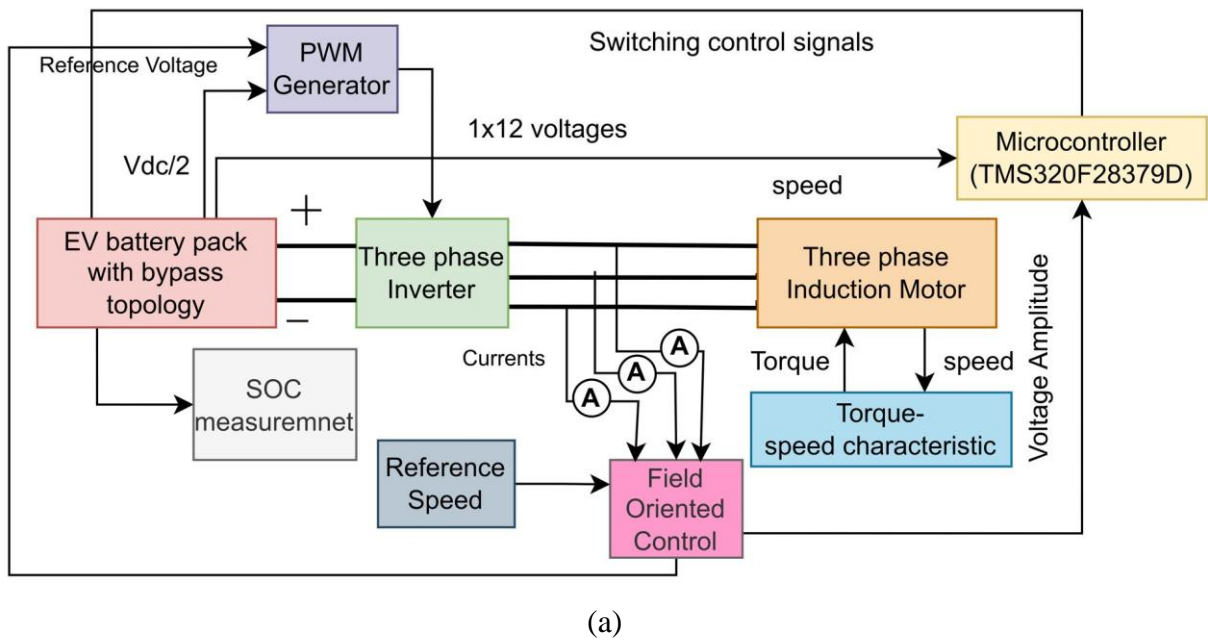 Switching control signals
PWM
Generator
Reference Voltage
1x12 voltages
Microcontroller
(TMS320F28379D)
Vdc/2
speed
+
EV battery pack
with bypass
topology
−
Three phase
Inverter
Three phase
Induction Motor
Voltage Amplitude
Currents
A
A
A
Torque
speed
SOC
measuremnet
Torque-
speed characteristic
Reference
Speed
Field
Oriented
Control
(a)